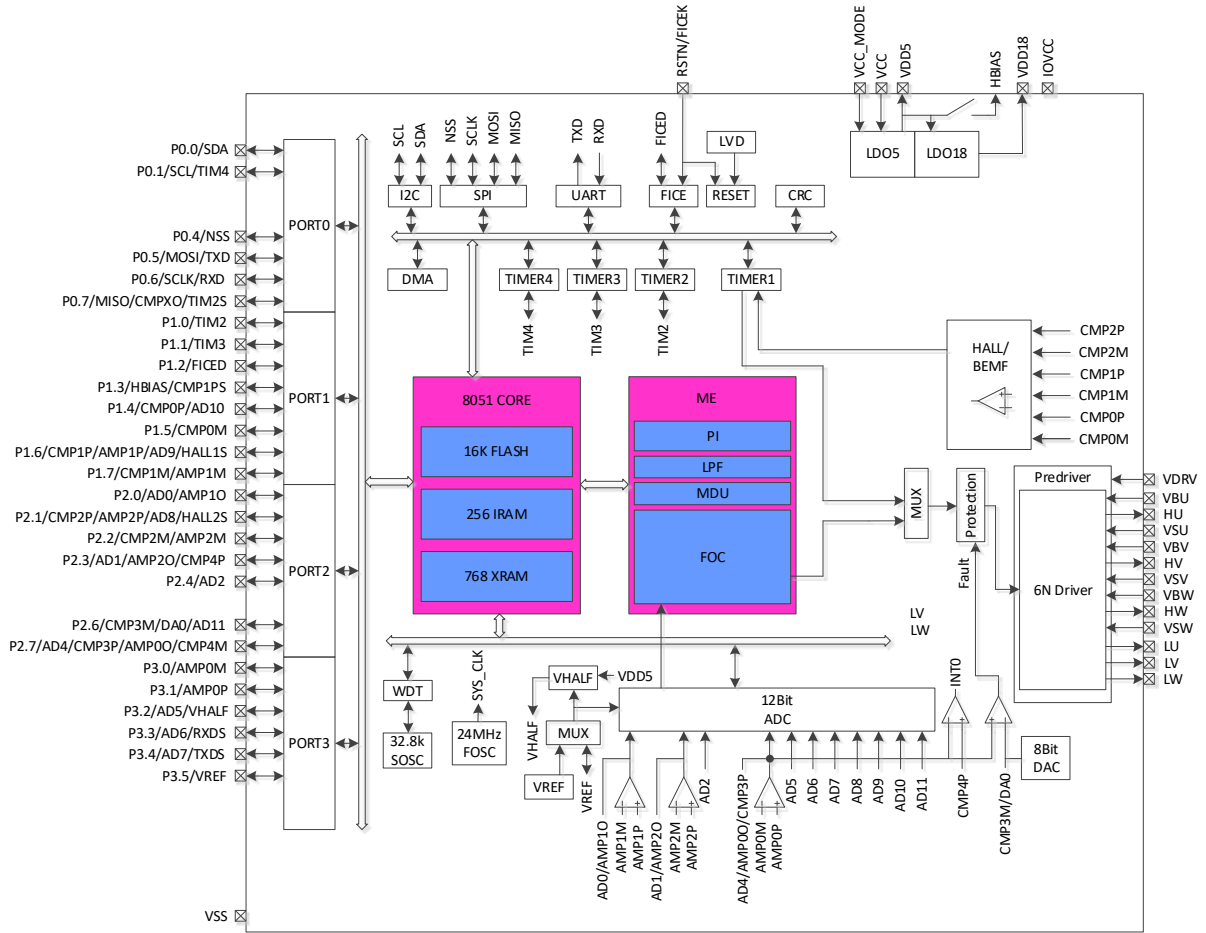 RSTN/FICEK
VCC_MODE
VCC
VDD5
HBIAS
VDD18
IOVCC
LDO5
LDO18
SCL
SDA
NSS
SCLK
MOSI
MISO
TXD
RXD
FICED
LVD
I2C
SPI
UART
FICE
RESET
CRC
DMA
TIMER4
TIMER3
TIMER2
TIMER1
TIM4
TIM3
TIM2
P0.0/SDA
P0.1/SCL/TIM4
P0.4/NSS
P0.5/MOSI/TXD
P0.6/SCLK/RXD
P0.7/MISO/CMPXO/TIM2S
P1.0/TIM2
P1.1/TIM3
P1.2/FICED
P1.3/HBIAS/CMP1PS
P1.4/CMP0P/AD10
P1.5/CMP0M
P1.6/CMP1P/AMP1P/AD9/HALL1S
P1.7/CMP1M/AMP1M
P2.0/AD0/AMP1O
P2.1/CMP2P/AMP2P/AD8/HALL2S
P2.2/CMP2M/AMP2M
P2.3/AD1/AMP2O/CMP4P
P2.4/AD2
P2.6/CMP3M/DA0/AD11
P2.7/AD4/CMP3P/AMP0O/CMP4M
P3.0/AMP0M
P3.1/AMP0P
P3.2/AD5/VHALF
P3.3/AD6/RXDS
P3.4/AD7/TXDS
P3.5/VREF
VSS
PORT0
PORT1
PORT2
PORT3
8051 CORE
16K FLASH
256 IRAM
768 XRAM
ME
PI
LPF
MDU
FOC
HALL/
BEMF
CMP2P
CMP2M
CMP1P
CMP1M
CMP0P
CMP0M
MUX
Protection
Fault
Predriver
6N Driver
VDRV
VBU
HU
VSU
VBV
HV
VSV
VBW
HW
VSW
LU
LV
LW
LV
LW
WDT
32.8k
SOSC
SYS_CLK
24MHz
FOSC
VHALF
VDD5
VHALF
MUX
VREF
VREF
12Bit
ADC
INT0
8Bit
DAC
AD0/AMP1O
AMP1M
AMP1P
AD1/AMP2O
AMP2M
AMP2P
AD2
AD4/AMP0O/CMP3P
AMP0M
AMP0P
AD5
AD6
AD7
AD8
AD9
AD10
AD11
CMP4P
CMP3M/DA0